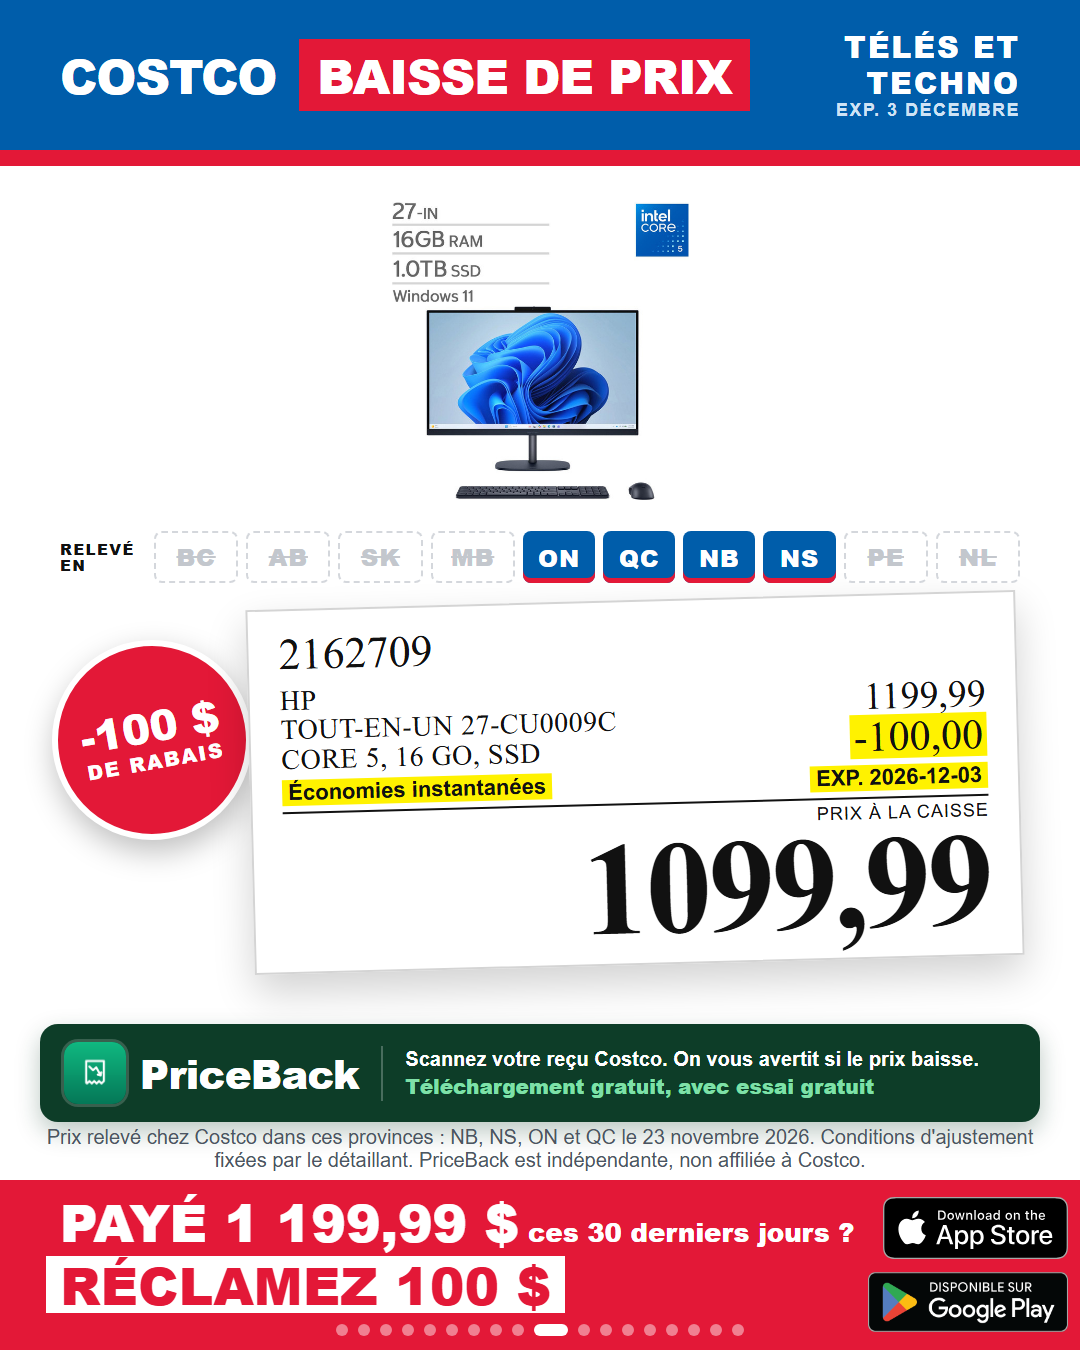 COSTCO BAISSE DE PRIX
TÉLÉS ET
TECHNO
EXP. 3 DÉCEMBRE
27-IN
16GB RAM
1.0TB SSD
Windows 11
intel
CORE
5
RELEVÉ
EN
BC AB SK MB ON QC NB NS PE NL
-100 $
DE RABAIS
2162709
HP
TOUT-EN-UN 27-CU0009C
CORE 5, 16 GO, SSD
Économies instantanées
1199,99
-100,00
EXP. 2026-12-03
PRIX À LA CAISSE
1099,99
PriceBack
Scannez votre reçu Costco. On vous avertit si le prix baisse.
Téléchargement gratuit, avec essai gratuit
Prix relevé chez Costco dans ces provinces : NB, NS, ON et QC le 23 novembre 2026. Conditions d'ajustement
fixées par le détaillant. PriceBack est indépendante, non affiliée à Costco.
PAYÉ 1 199,99 $ ces 30 derniers jours ?
RÉCLAMEZ 100 $
Download on the
App Store
DISPONIBLE SUR
Google Play